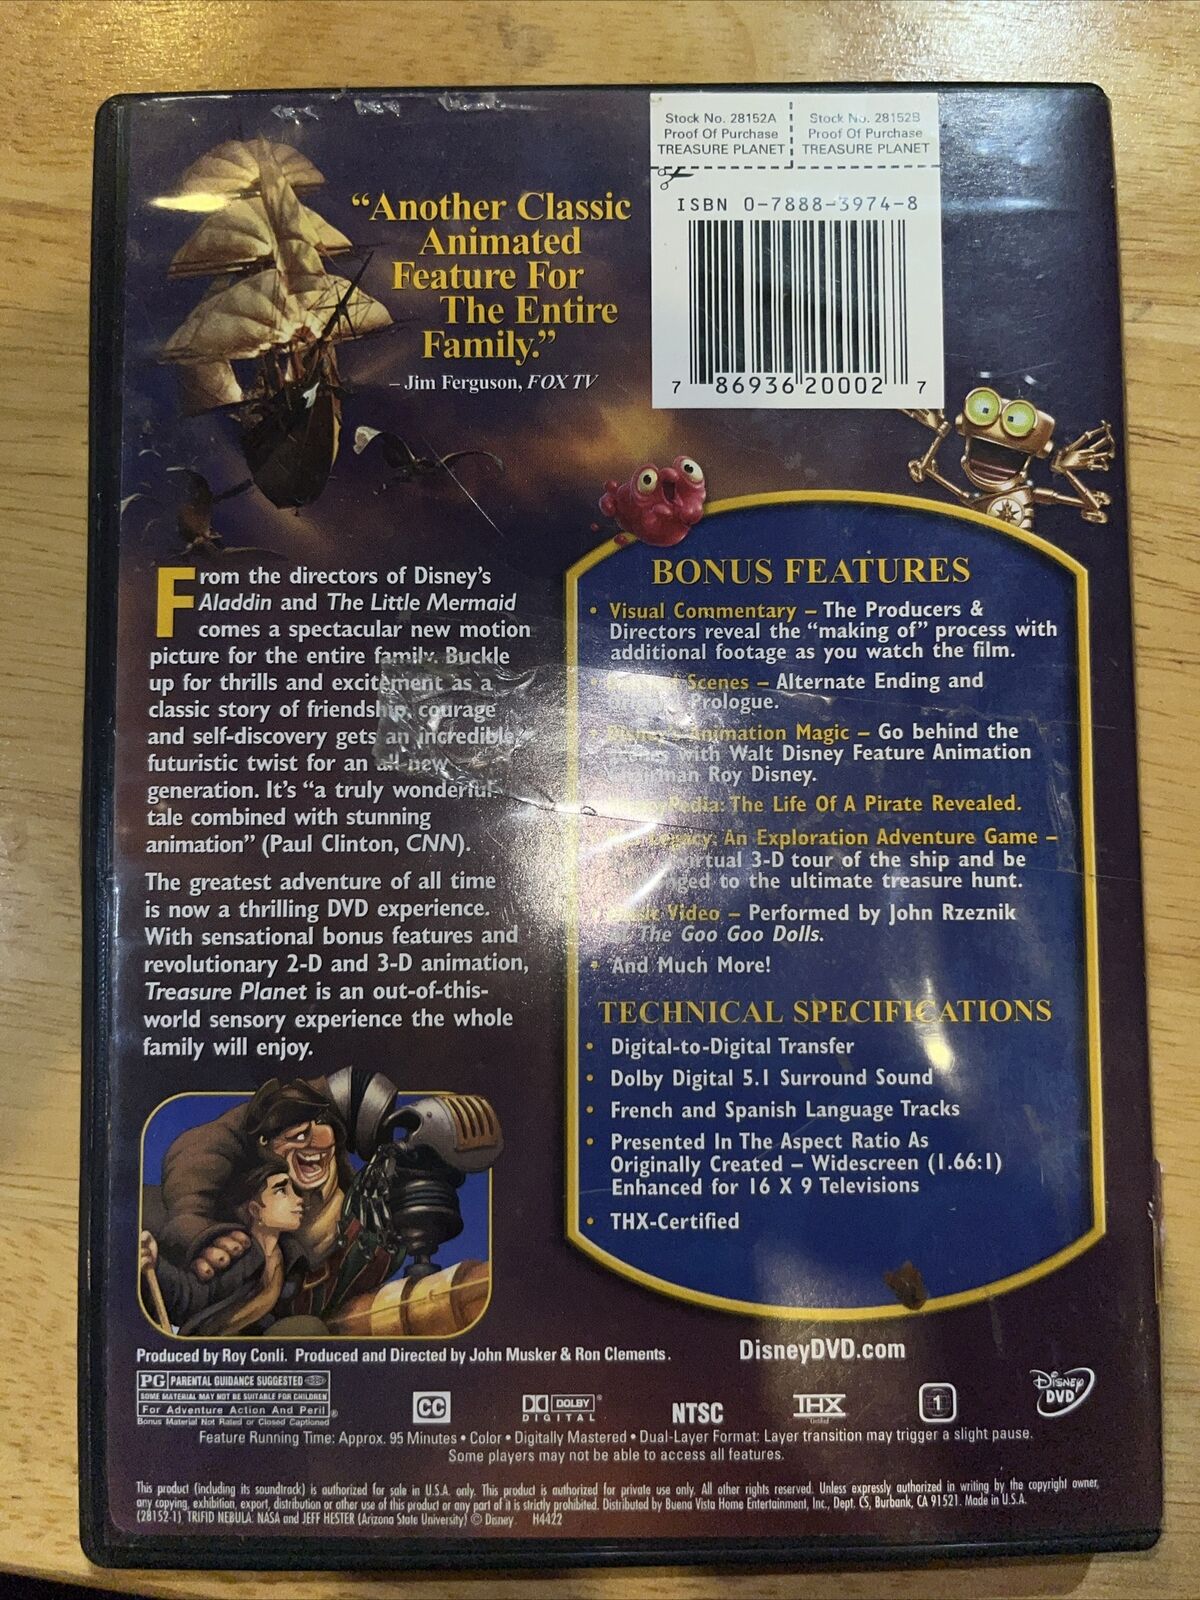 Stock No. 28152A
Proof Of Purchase
TREASURE PLANET
Stock No. 28152B
Proof Of Purchase
TREASURE PLANET
ISBN 0-7888-3974-8
7 86936 20002 7
“Another Classic
Animated
Feature For
The Entire
Family.”
– Jim Ferguson, FOX TV
From the directors of Disney’s
Aladdin and The Little Mermaid
comes a spectacular new motion
picture for the entire family. Buckle
up for thrills and excitement as a
classic story of friendship, courage
and self-discovery gets an incredible
futuristic twist for an all-new
generation. It’s “a truly wonderful
tale combined with stunning
animation” (Paul Clinton, CNN).
The greatest adventure of all time
is now a thrilling DVD experience.
With sensational bonus features and
revolutionary 2-D and 3-D animation,
Treasure Planet is an out-of-this-
world sensory experience the whole
family will enjoy.
BONUS FEATURES
• Visual Commentary – The Producers &
Directors reveal the “making of” process with
additional footage as you watch the film.
• Scenes – Alternate Ending and
Prologue.
• Disney's Animation Magic – Go behind the
with Walt Disney Feature Animation
Chairman Roy Disney.
The Life Of A Pirate Revealed.
An Exploration Adventure Game –
virtual 3-D tour of the ship and be
to the ultimate treasure hunt.
• Music Video – Performed by John Rzeznik
The Goo Goo Dolls.
• And Much More!
TECHNICAL SPECIFICATIONS
• Digital-to-Digital Transfer
• Dolby Digital 5.1 Surround Sound
• French and Spanish Language Tracks
• Presented In The Aspect Ratio As
Originally Created – Widescreen (1.66:1)
Enhanced for 16 X 9 Televisions
• THX-Certified
Produced by Roy Conli. Produced and Directed by John Musker & Ron Clements.
DisneyDVD.com
PG PARENTAL GUIDANCE SUGGESTED
SOME MATERIAL MAY NOT BE SUITABLE FOR CHILDREN
For Adventure Action And Peril
Bonus Material Not Rated or Closed Captioned
CC
DOLBY
DIGITAL
NTSC
THX
Certified
1
DISNEY
DVD
Feature Running Time: Approx. 95 Minutes • Color • Digitally Mastered • Dual-Layer Format: Layer transition may trigger a slight pause.
Some players may not be able to access all features.
This product (including its soundtrack) is authorized for sale in U.S.A. only. This product is authorized for private use only. All other rights reserved. Unless expressly authorized in writing by the copyright owner,
any copying, exhibition, export, distribution or other use of this product or any part of it is strictly prohibited. Distributed by Buena Vista Home Entertainment, Inc., Dept. CS, Burbank, CA 91521. Made in U.S.A.
(28152-1) TRIFID NEBULA: NASA and JEFF HESTER (Arizona State University) © Disney. H4422